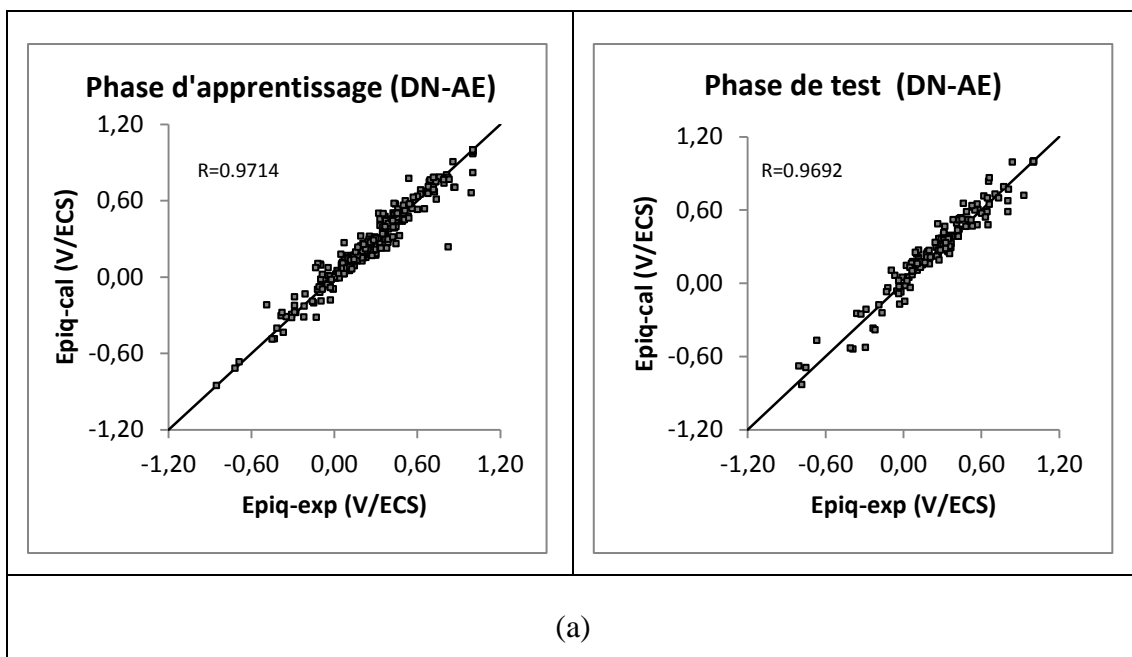 Phase d'apprentissage (DN-AE)
R=0.9714
1,20
0,60
0,00
-0,60
-1,20
-1,20 -0,60 0,00 0,60 1,20
Epiq-cal (V/ECS)
Epiq-exp (V/ECS)
Phase de test (DN-AE)
R=0.9692
1,20
0,60
0,00
-0,60
-1,20
-1,20 -0,60 0,00 0,60 1,20
Epiq-cal (V/ECS)
Epiq-exp (V/ECS)
(a)